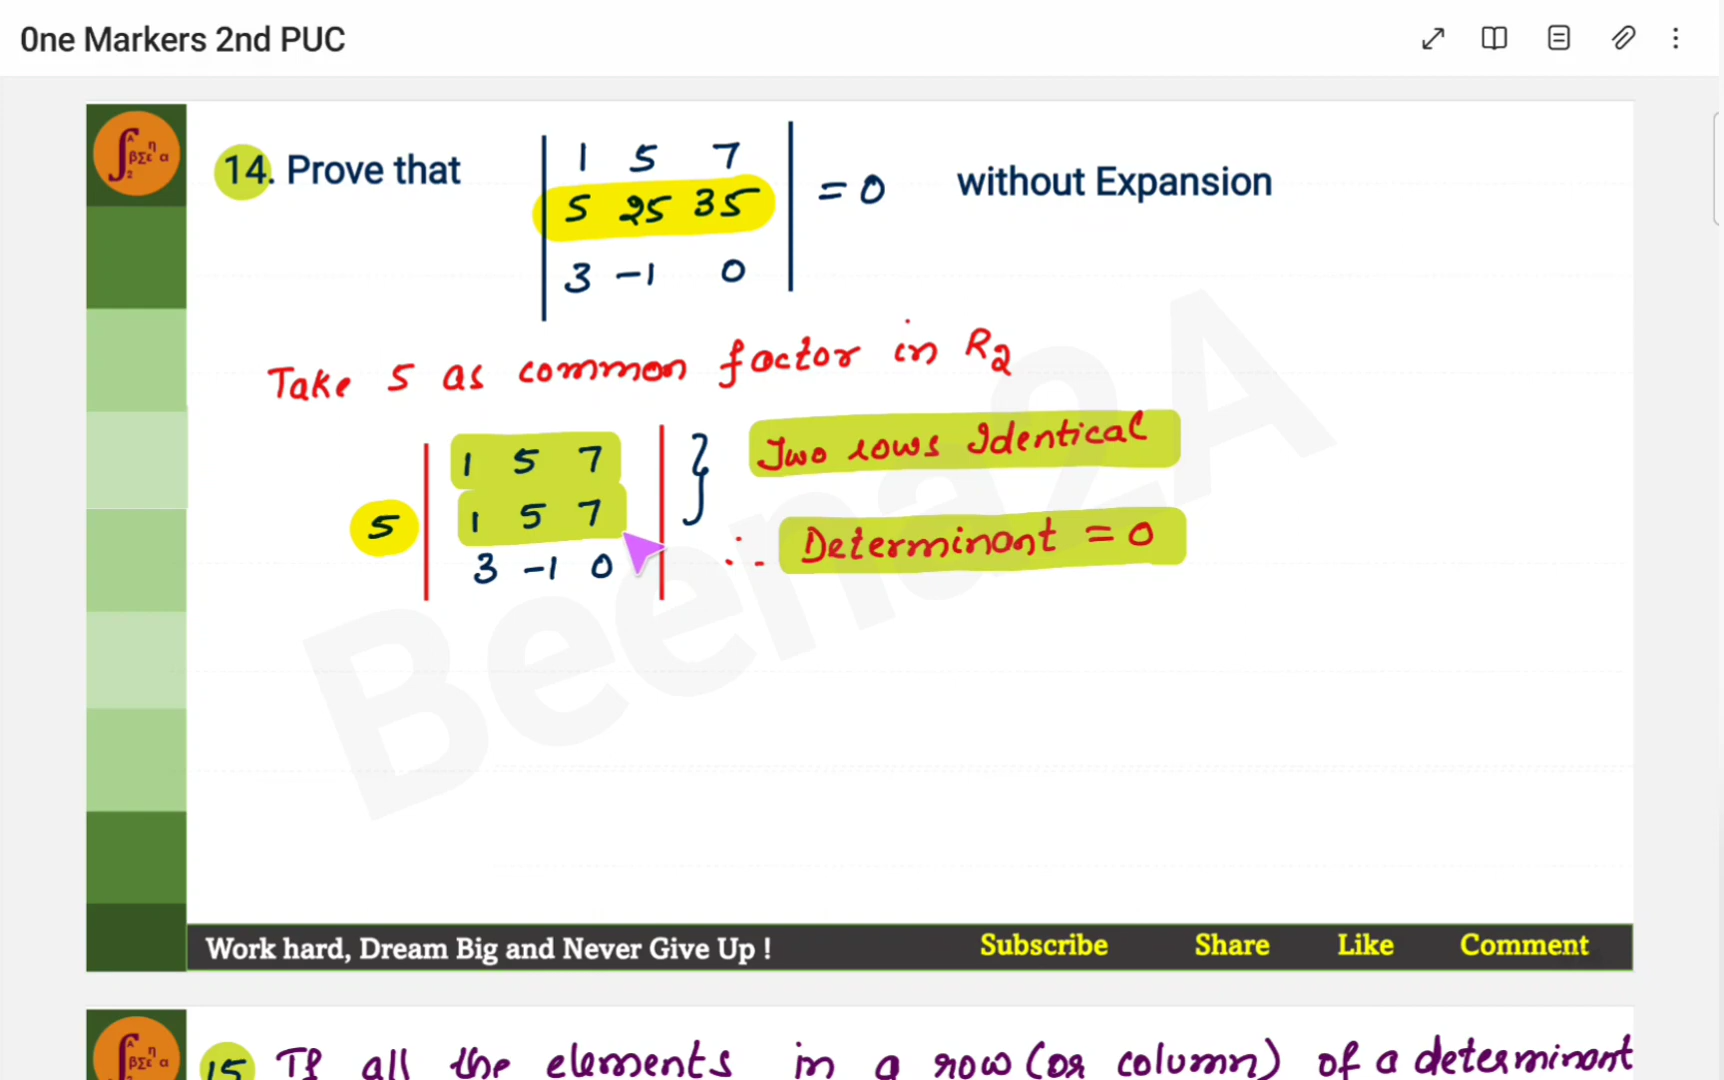 One Markers 2nd PUC
14. Prove that | 1 5 7 | = 0 without Expansion
| 5 25 35 |
| 3 -1 0 |
Take 5 as common factor in R2
5 | 1 5 7 | } Two rows Identical
| 1 5 7 |
| 3 -1 0 | ∴ Determinant = 0
Beena2A
Work hard, Dream Big and Never Give Up ! Subscribe Share Like Comment
15 If all the elements in a row (or column) of a determinant